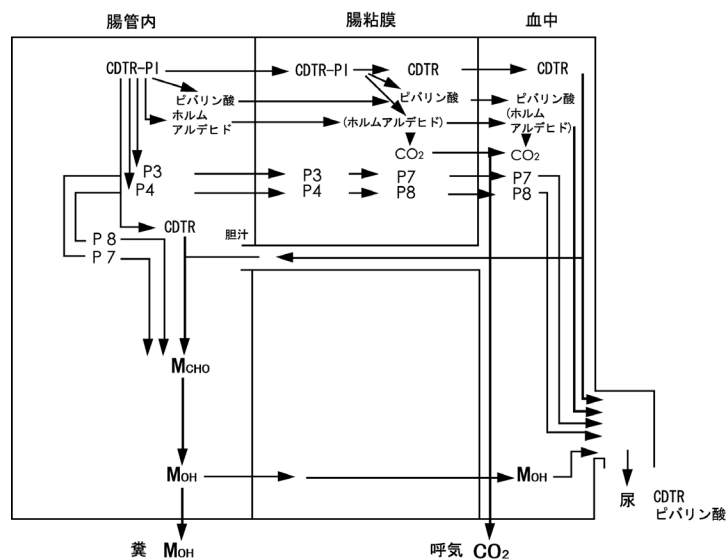 腸管内 腸粘膜 血中
CDTR-PI CDTR-PI CDTR CDTR
ピバリン酸 ピバリン酸 ピバリン酸
ホルム
アルデヒド (ホルムアルデヒド) (ホルム
アルデヒド)
CO₂ CO₂
P3 P3 P7 P7
P4 P4 P8 P8
CDTR 胆汁
P8
P7
MCHO
MOH MOH
尿 CDTR
ピバリン酸
糞 MOH 呼気 CO₂